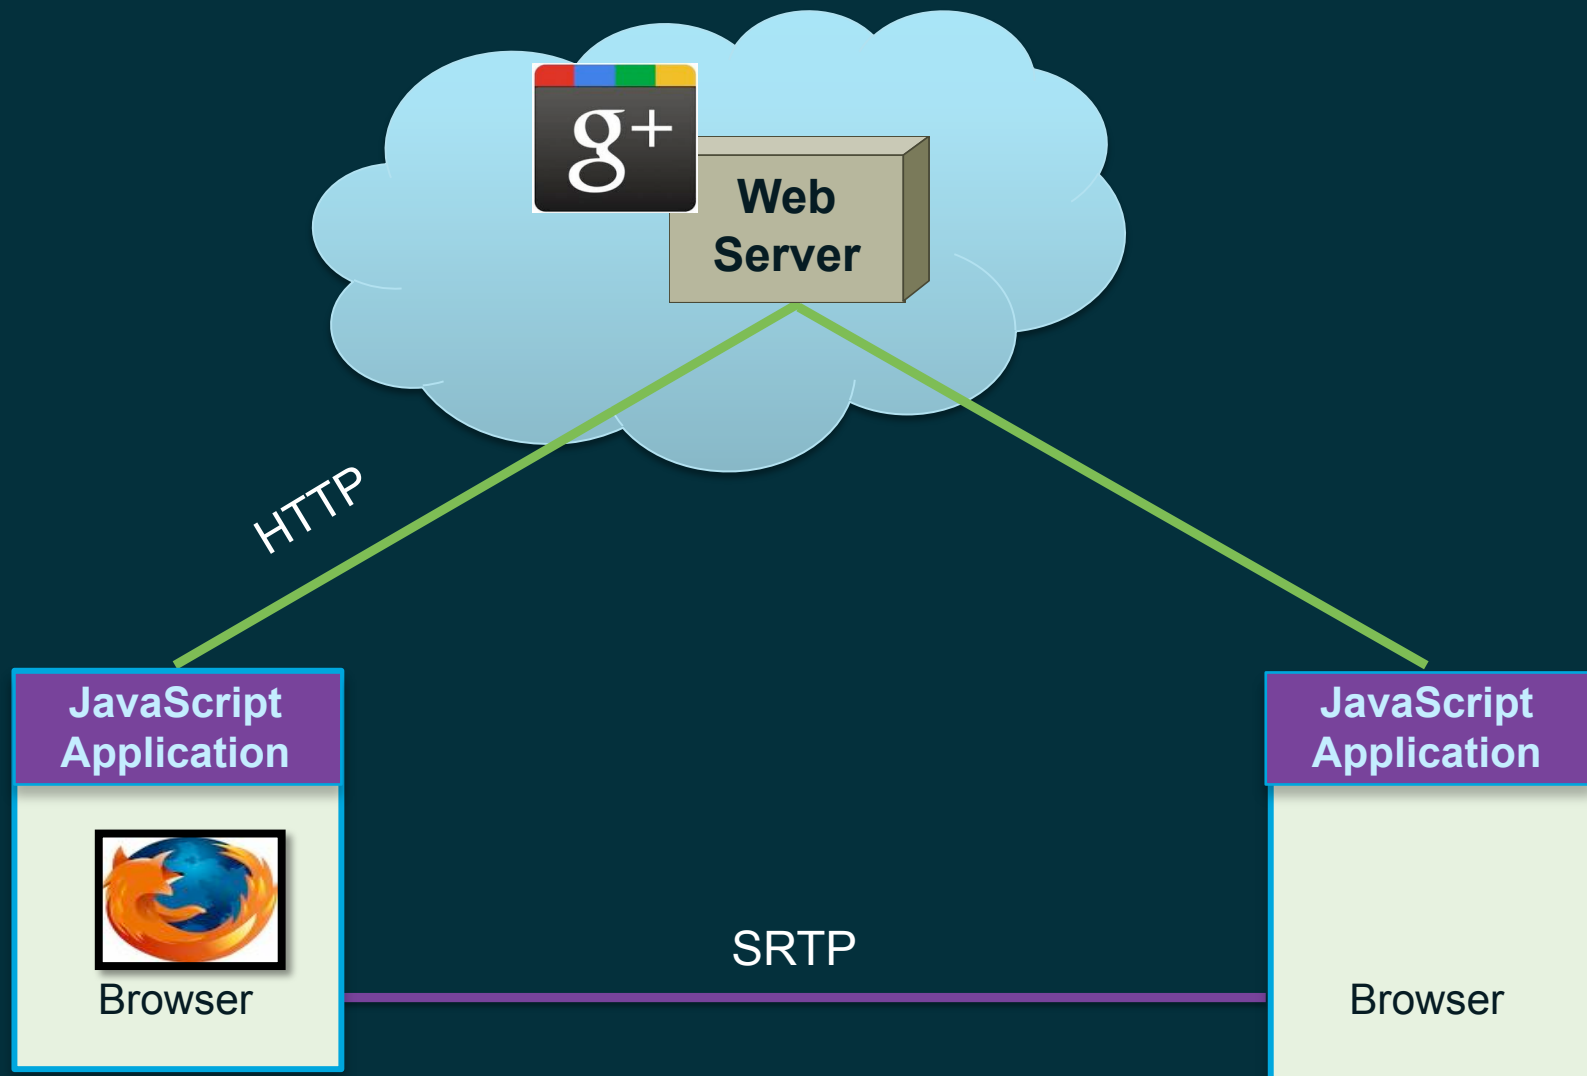 g+
Web
Server
HTTP
JavaScript
Application
JavaScript
Application
SRTP
Browser
Browser